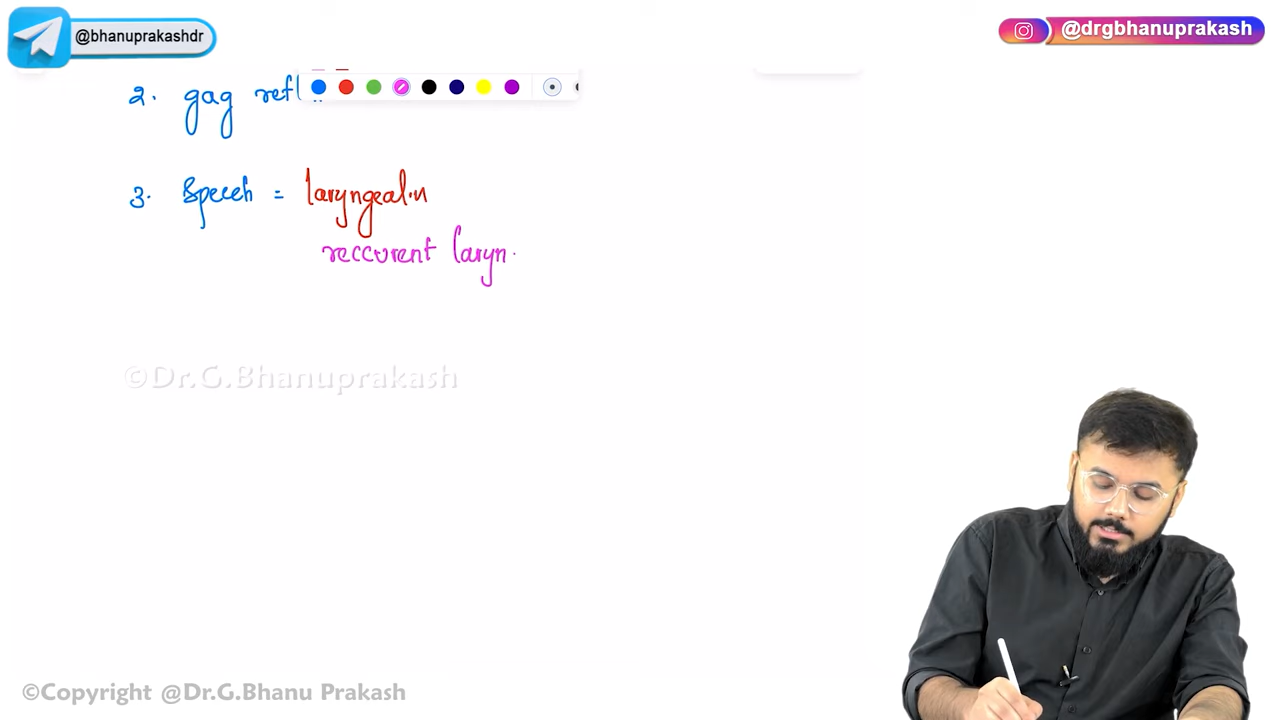 @bhanuprakashdr
@drgbhanuprakash
2. gag refl
3. Speech = laryngeal.n
reccurent laryn.
©Dr.G.Bhanuprakash
©Copyright @Dr.G.Bhanu Prakash